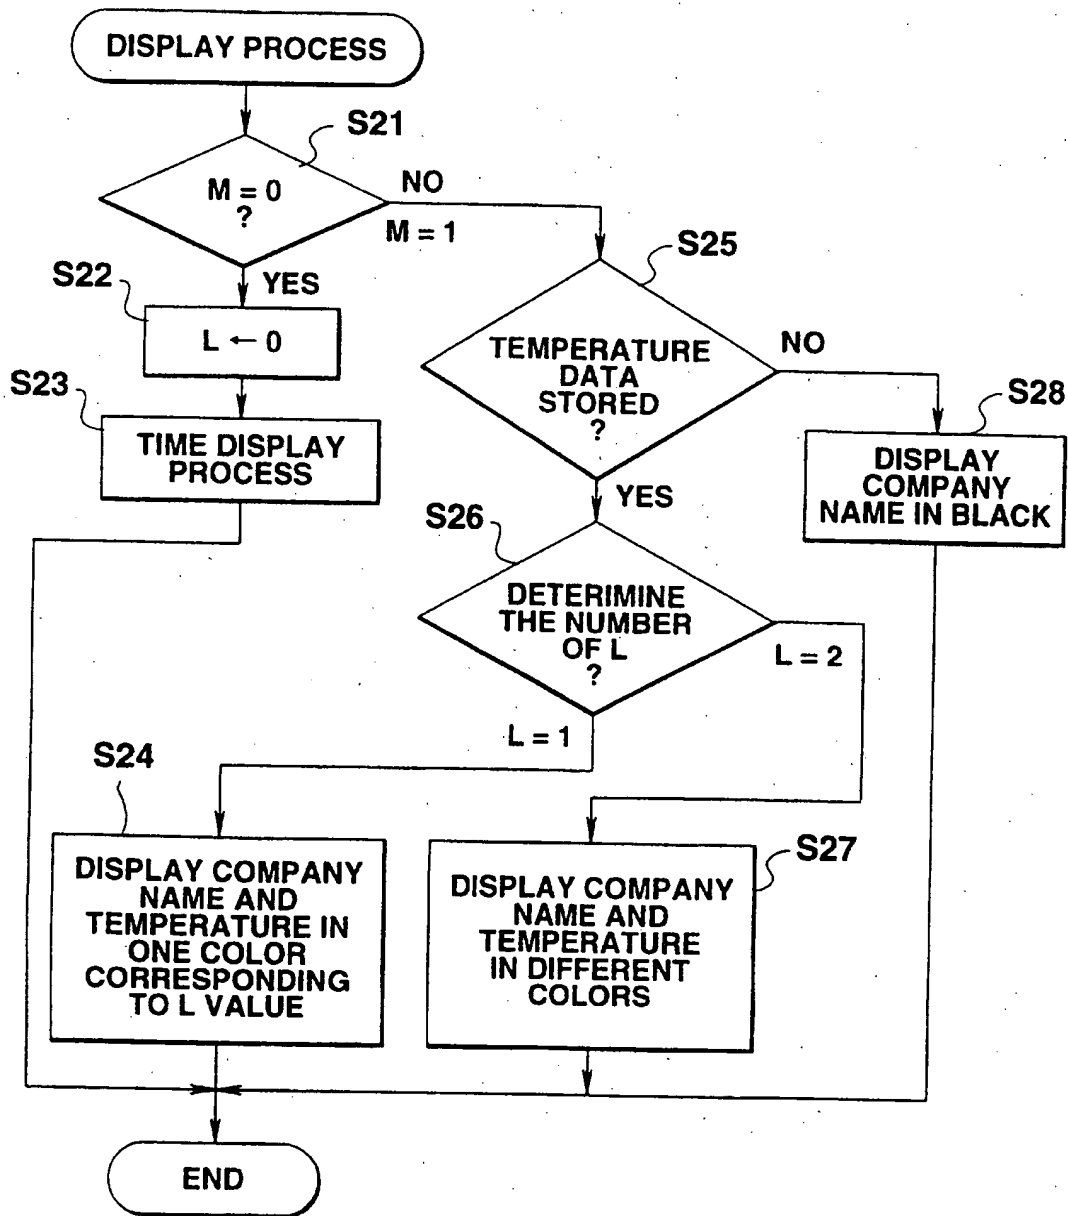 DISPLAY PROCESS
S21
M = 0
?
NO
M = 1
YES
S22
L ← 0
S23
TIME DISPLAY
PROCESS
S25
TEMPERATURE
DATA
STORED
?
NO
S28
DISPLAY
COMPANY
NAME IN BLACK
YES
S26
DETERIMINE
THE NUMBER
OF L
?
L = 2
L = 1
S24
DISPLAY COMPANY
NAME AND
TEMPERATURE IN
ONE COLOR
CORRESPONDING
TO L VALUE
S27
DISPLAY COMPANY
NAME AND
TEMPERATURE
IN DIFFERENT
COLORS
END